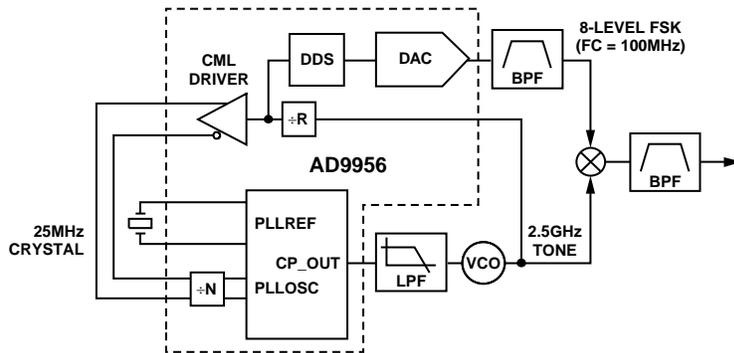 8-LEVEL FSK
(FC = 100MHz)
CML
DRIVER
DDS
DAC
BPF
÷R
AD9956
BPF
25MHz
CRYSTAL
PLLREF
CP_OUT
÷N
PLLOSC
LPF
VCO
2.5GHz
TONE